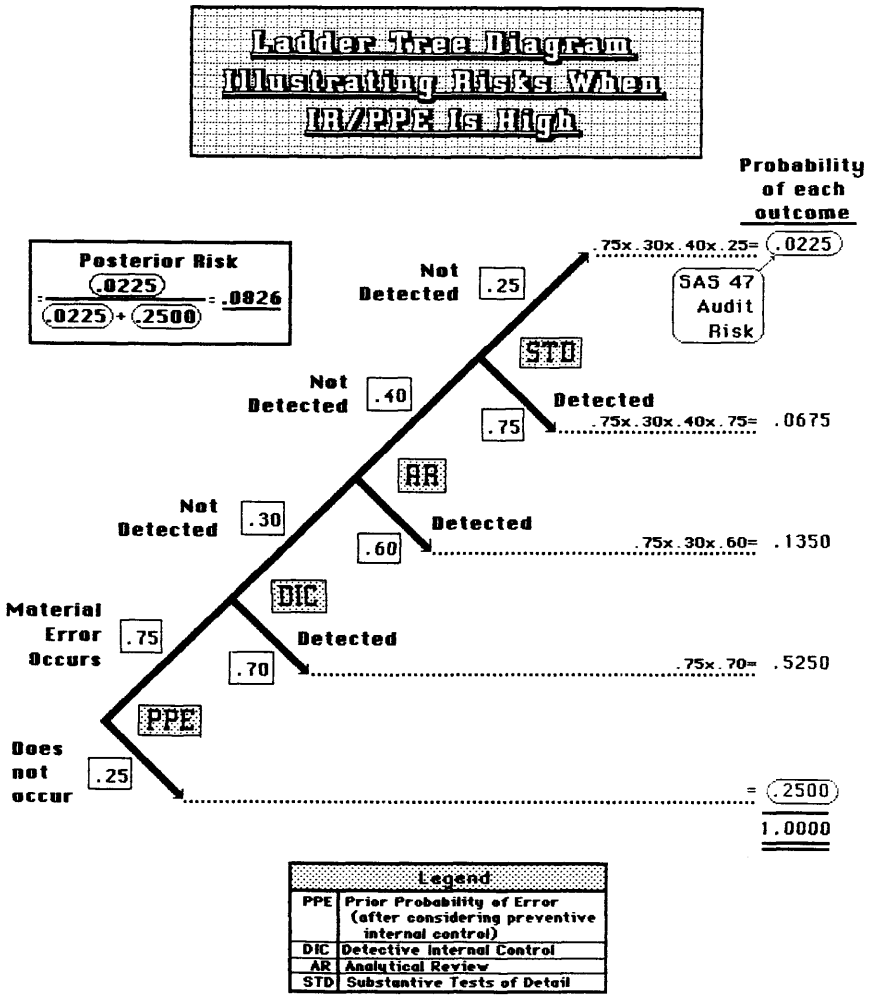 Ladder Tree Diagram
Illustrating Risks When
IR/PPE Is High
Probability
of each
outcome
Posterior Risk
.0225
= = .0826
.0225 + .2500
Not
Detected
.25
.75x.30x.40x.25= .0225
SAS 47
Audit
Risk
STD
Not
Detected
.40
Detected
.75
.75x.30x.40x.75= .0675
AR
Not
Detected
.30
Detected
.60
.75x.30x.60= .1350
DIC
Material
Error
Occurs
.75
Detected
.70
.75x.70= .5250
PPE
Does
not
occur
.25
= .2500
1.0000
Legend
PPE Prior Probability of Error
(after considering preventive
internal control)
DIC Detective Internal Control
AR Analytical Review
STD Substantive Tests of Detail